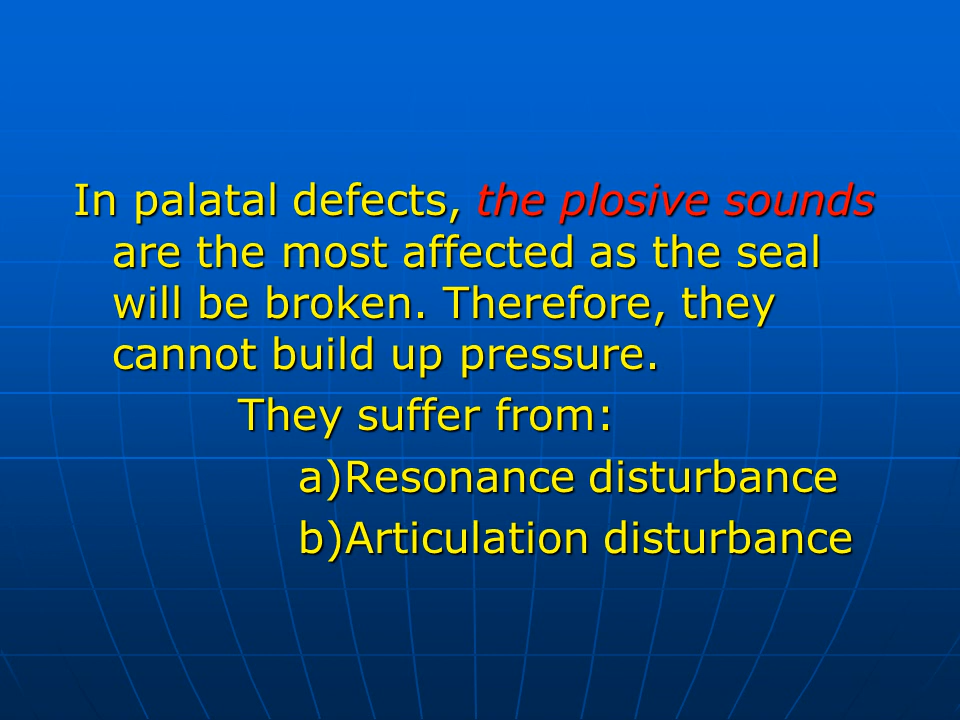 In palatal defects, the plosive sounds
are the most affected as the seal
will be broken. Therefore, they
cannot build up pressure.
They suffer from:
a)Resonance disturbance
b)Articulation disturbance